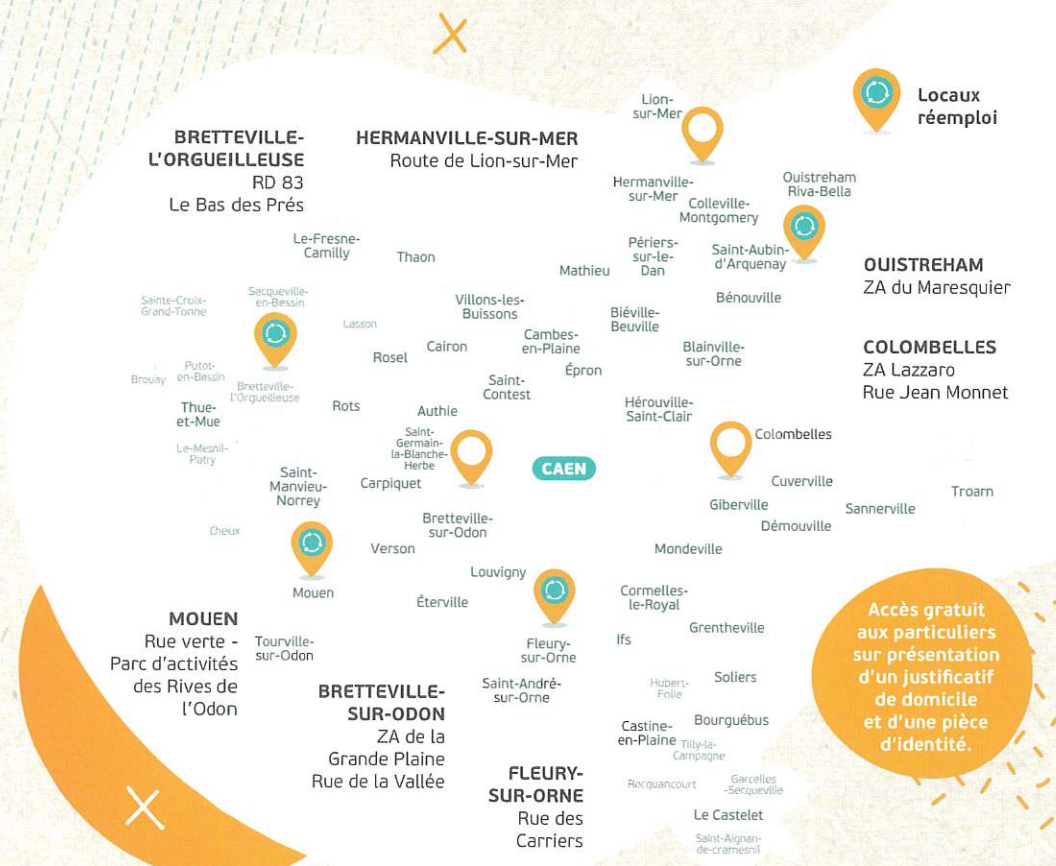 Locaux
réemploi
BRETTEVILLE-
L'ORGUEILLEUSE
RD 83
Le Bas des Prés
HERMANVILLE-SUR-MER
Route de Lion-sur-Mer
Lion-
sur-Mer
Hermanville-
sur-Mer
Colleville-
Montgomery
Ouistreham
Riva-Bella
OUISTREHAM
ZA du Maresquier
COLOMBELLES
ZA Lazzaro
Rue Jean Monnet
Le-Fresne-
Camilly
Thaon
Mathieu
Périers-
sur-le-
Dan
Saint-Aubin-
d'Arquenay
Bénouville
Sainte-Croix-
Grand-Tonne
Secqueville-
en-Bessin
Lasson
Villons-les-
Buissons
Biéville-
Beuville
Cambes-
en-Plaine
Blainville-
sur-Orne
Rosel
Cairon
Épron
Brouay
Putot-
en-Bessin
Bretteville-
l'Orgueilleuse
Saint-
Contest
Thue-
et-Mue
Rots
Authie
Hérouville-
Saint-Clair
Le-Mesnil-
Patry
Saint-
Germain-
la-Blanche-
Herbe
CAEN
Colombelles
Saint-
Manvieu-
Norrey
Carpiquet
Cuverville
Giberville
Sannerville
Troarn
Démouville
Cheux
Bretteville-
sur-Odon
Verson
Mondeville
Louvigny
Mouen
Éterville
Cormelles-
le-Royal
Grentheville
Ifs
Fleury-
sur-Orne
MOUEN
Rue verte -
Parc d'activités
des Rives de
l'Odon
Tourville-
sur-Odon
Saint-André-
sur-Orne
Hubert-
Folie
Soliers
BRETTEVILLE-
SUR-ODON
ZA de la
Grande Plaine
Rue de la Vallée
Castine-
en-Plaine
Bourguébus
Tilly-la-
Campagne
FLEURY-
SUR-ORNE
Rue des
Carriers
Rocquancourt
Garcelles
-Secqueville
Le Castelet
Saint-Aignan-
de-cramesnil
Accès gratuit
aux particuliers
sur présentation
d'un justificatif
de domicile
et d'une pièce
d'identité.